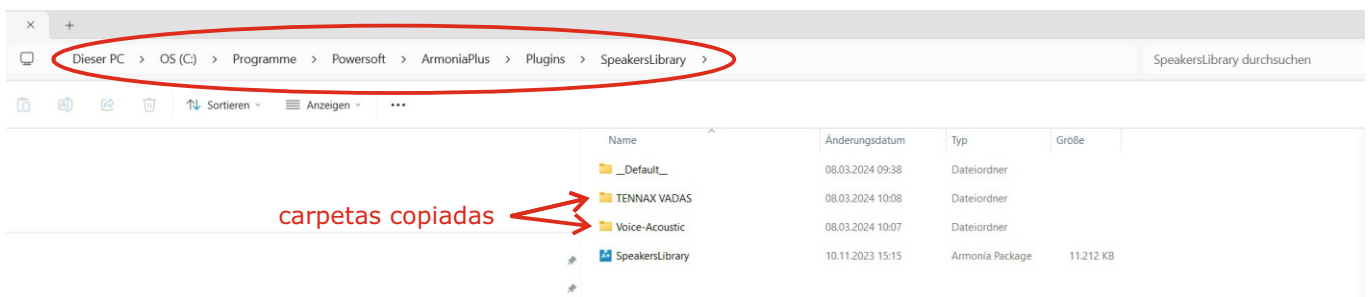 Dieser PC > OS (C:) > Programme > Powersoft > ArmoniaPlus > Plugins > SpeakersLibrary > SpeakersLibrary durchsuchen
Sortieren Anzeigen
Name Änderungsdatum Typ Größe
__Default__ 08.03.2024 09:38 Dateiordner
TENNAX VADAS 08.03.2024 10:08 Dateiordner
carpetas copiadas
Voice-Acoustic 08.03.2024 10:07 Dateiordner
A+ SpeakersLibrary 10.11.2023 15:15 Armonía Package 11.212 KB